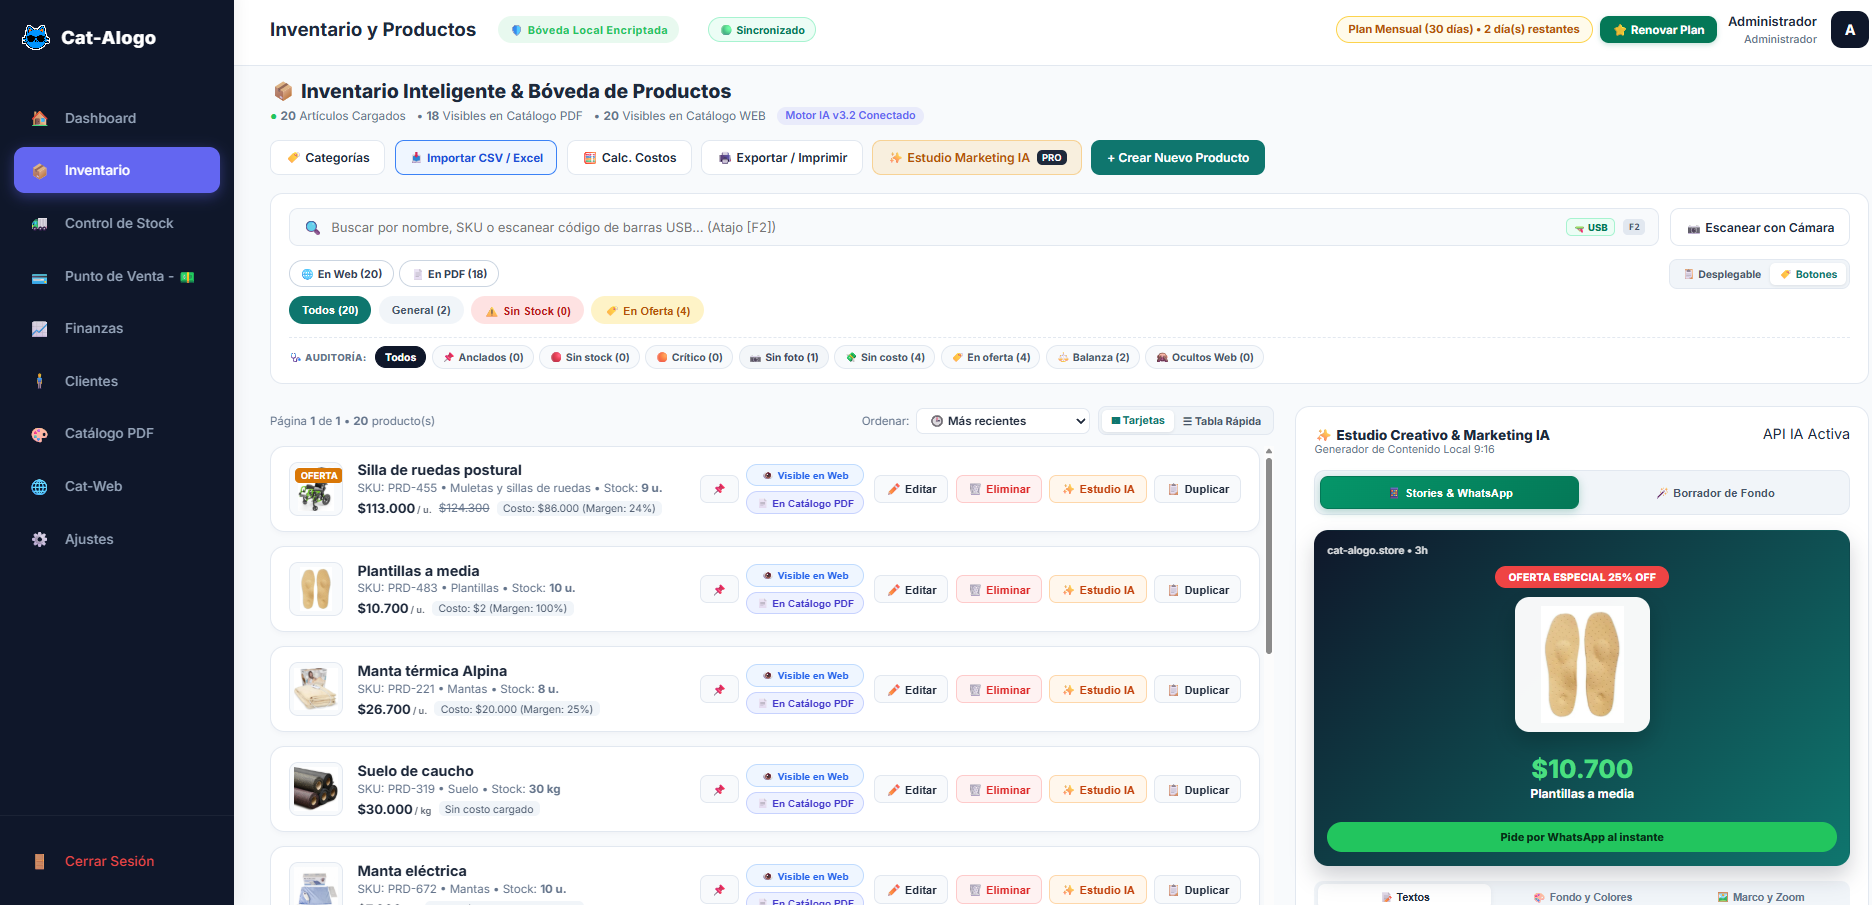 Cat-Alogo
Dashboard
Inventario
Control de Stock
Punto de Venta -
Finanzas
Clientes
Catálogo PDF
Cat-Web
Ajustes
Cerrar Sesión
Inventario y Productos
Bóveda Local Encriptada
Sincronizado
Plan Mensual (30 días) • 2 día(s) restantes
Renovar Plan
Administrador
Administrador
A
Inventario Inteligente & Bóveda de Productos
• 20 Artículos Cargados • 18 Visibles en Catálogo PDF • 20 Visibles en Catálogo WEB Motor IA v3.2 Conectado
Categorías
Importar CSV / Excel
Calc. Costos
Exportar / Imprimir
Estudio Marketing IA PRO
+ Crear Nuevo Producto
Buscar por nombre, SKU o escanear código de barras USB... (Atajo [F2])
USB
F2
Escanear con Cámara
En Web (20)
En PDF (18)
Desplegable
Botones
Todos (20)
General (2)
Sin Stock (0)
En Oferta (4)
AUDITORÍA:
Todos
Anclados (0)
Sin stock (0)
Crítico (0)
Sin foto (1)
Sin costo (4)
En oferta (4)
Balanza (2)
Ocultos Web (0)
Página 1 de 1 • 20 producto(s)
Ordenar:
Más recientes
Tarjetas
Tabla Rápida
OFERTA
Silla de ruedas postural
SKU: PRD-455 • Muletas y sillas de ruedas • Stock: 9 u.
$113.000 / u. $124.300 Costo: $86.000 (Margen: 24%)
Visible en Web
En Catálogo PDF
Editar
Eliminar
Estudio IA
Duplicar
Plantillas a media
SKU: PRD-483 • Plantillas • Stock: 10 u.
$10.700 / u. Costo: $2 (Margen: 100%)
Visible en Web
En Catálogo PDF
Editar
Eliminar
Estudio IA
Duplicar
Manta térmica Alpina
SKU: PRD-221 • Mantas • Stock: 8 u.
$26.700 / u. Costo: $20.000 (Margen: 25%)
Visible en Web
En Catálogo PDF
Editar
Eliminar
Estudio IA
Duplicar
Suelo de caucho
SKU: PRD-319 • Suelo • Stock: 30 kg
$30.000 / kg Sin costo cargado
Visible en Web
En Catálogo PDF
Editar
Eliminar
Estudio IA
Duplicar
Manta eléctrica
SKU: PRD-672 • Mantas • Stock: 10 u.
Visible en Web
En Catálogo PDF
Editar
Eliminar
Estudio IA
Duplicar
Estudio Creativo & Marketing IA
Generador de Contenido Local 9:16
API IA Activa
Stories & WhatsApp
Borrador de Fondo
cat-alogo.store • 3h
OFERTA ESPECIAL 25% OFF
$10.700
Plantillas a media
Pide por WhatsApp al instante
Textos
Fondo y Colores
Marco y Zoom